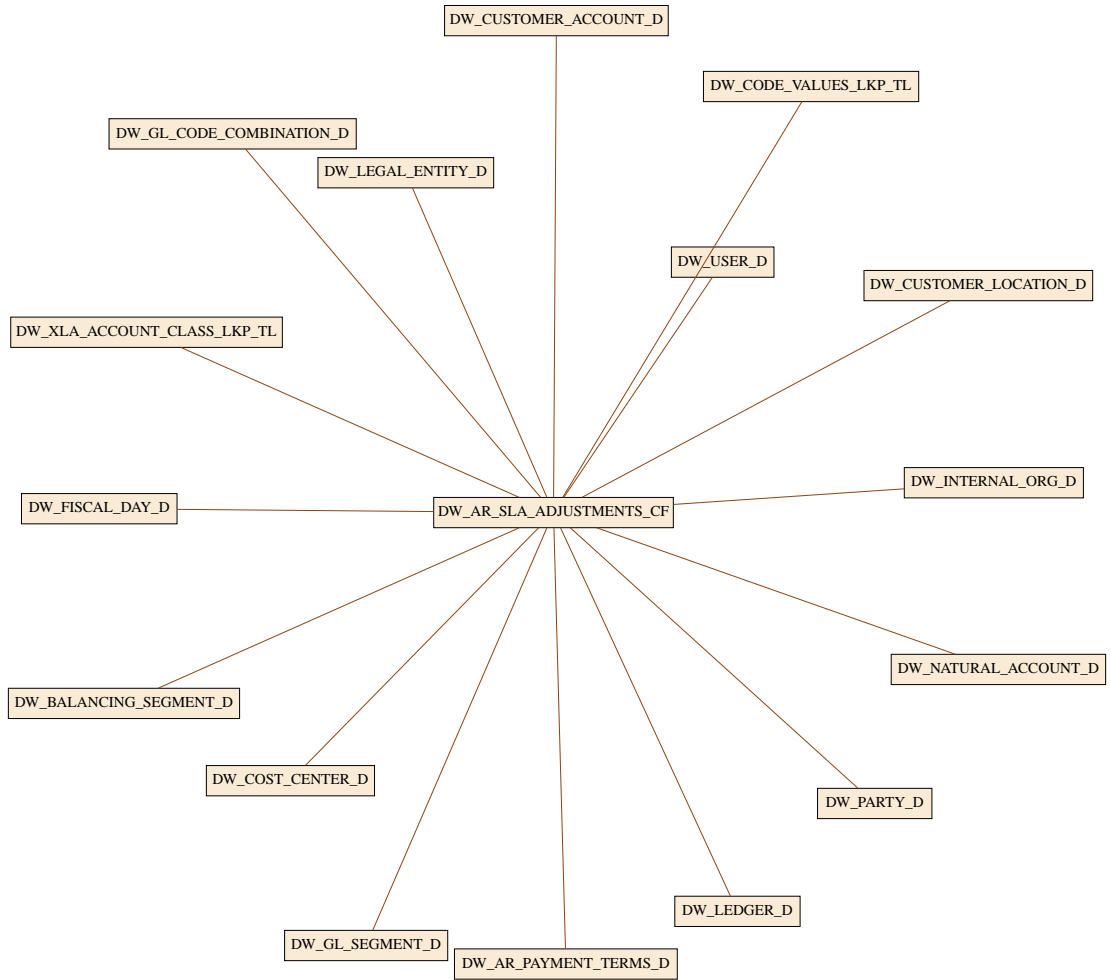 DW_CUSTOMER_ACCOUNT_D
DW_CODE_VALUES_LKP_TL
DW_GL_CODE_COMBINATION_D
DW_LEGAL_ENTITY_D
DW_USER_D
DW_CUSTOMER_LOCATION_D
DW_XLA_ACCOUNT_CLASS_LKP_TL
DW_INTERNAL_ORG_D
DW_FISCAL_DAY_D
DW_AR_SLA_ADJUSTMENTS_CF
DW_NATURAL_ACCOUNT_D
DW_BALANCING_SEGMENT_D
DW_COST_CENTER_D
DW_PARTY_D
DW_LEDGER_D
DW_GL_SEGMENT_D
DW_AR_PAYMENT_TERMS_D